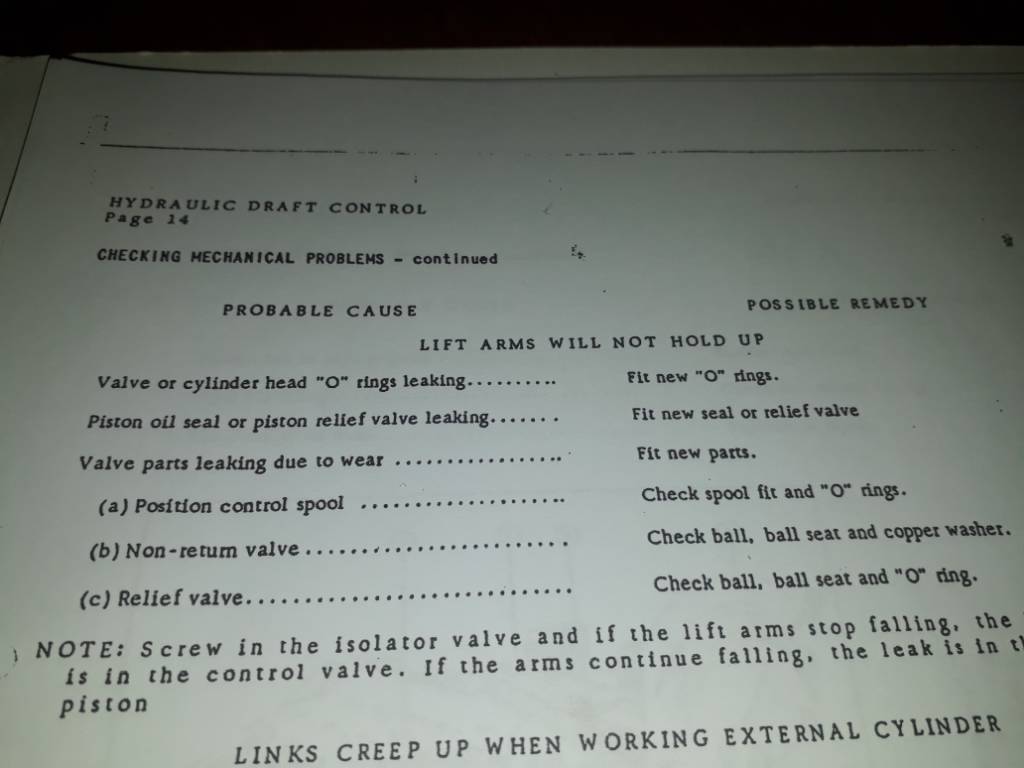 HYDRAULIC DRAFT CONTROL
Page 14
CHECKING MECHANICAL PROBLEMS - continued
PROBABLE CAUSE POSSIBLE REMEDY
LIFT ARMS WILL NOT HOLD UP
Valve or cylinder head "O" rings leaking.......... Fit new "O" rings.
Piston oil seal or piston relief valve leaking....... Fit new seal or relief valve
Valve parts leaking due to wear .................. Fit new parts.
(a) Position control spool ..................... Check spool fit and "O" rings.
(b) Non-return valve........................... Check ball, ball seat and copper washer.
(c) Relief valve................................. Check ball, ball seat and "O" ring.
NOTE: Screw in the isolator valve and if the lift arms stop falling, the
is in the control valve. If the arms continue falling, the leak is in
piston
LINKS CREEP UP WHEN WORKING EXTERNAL CYLINDER